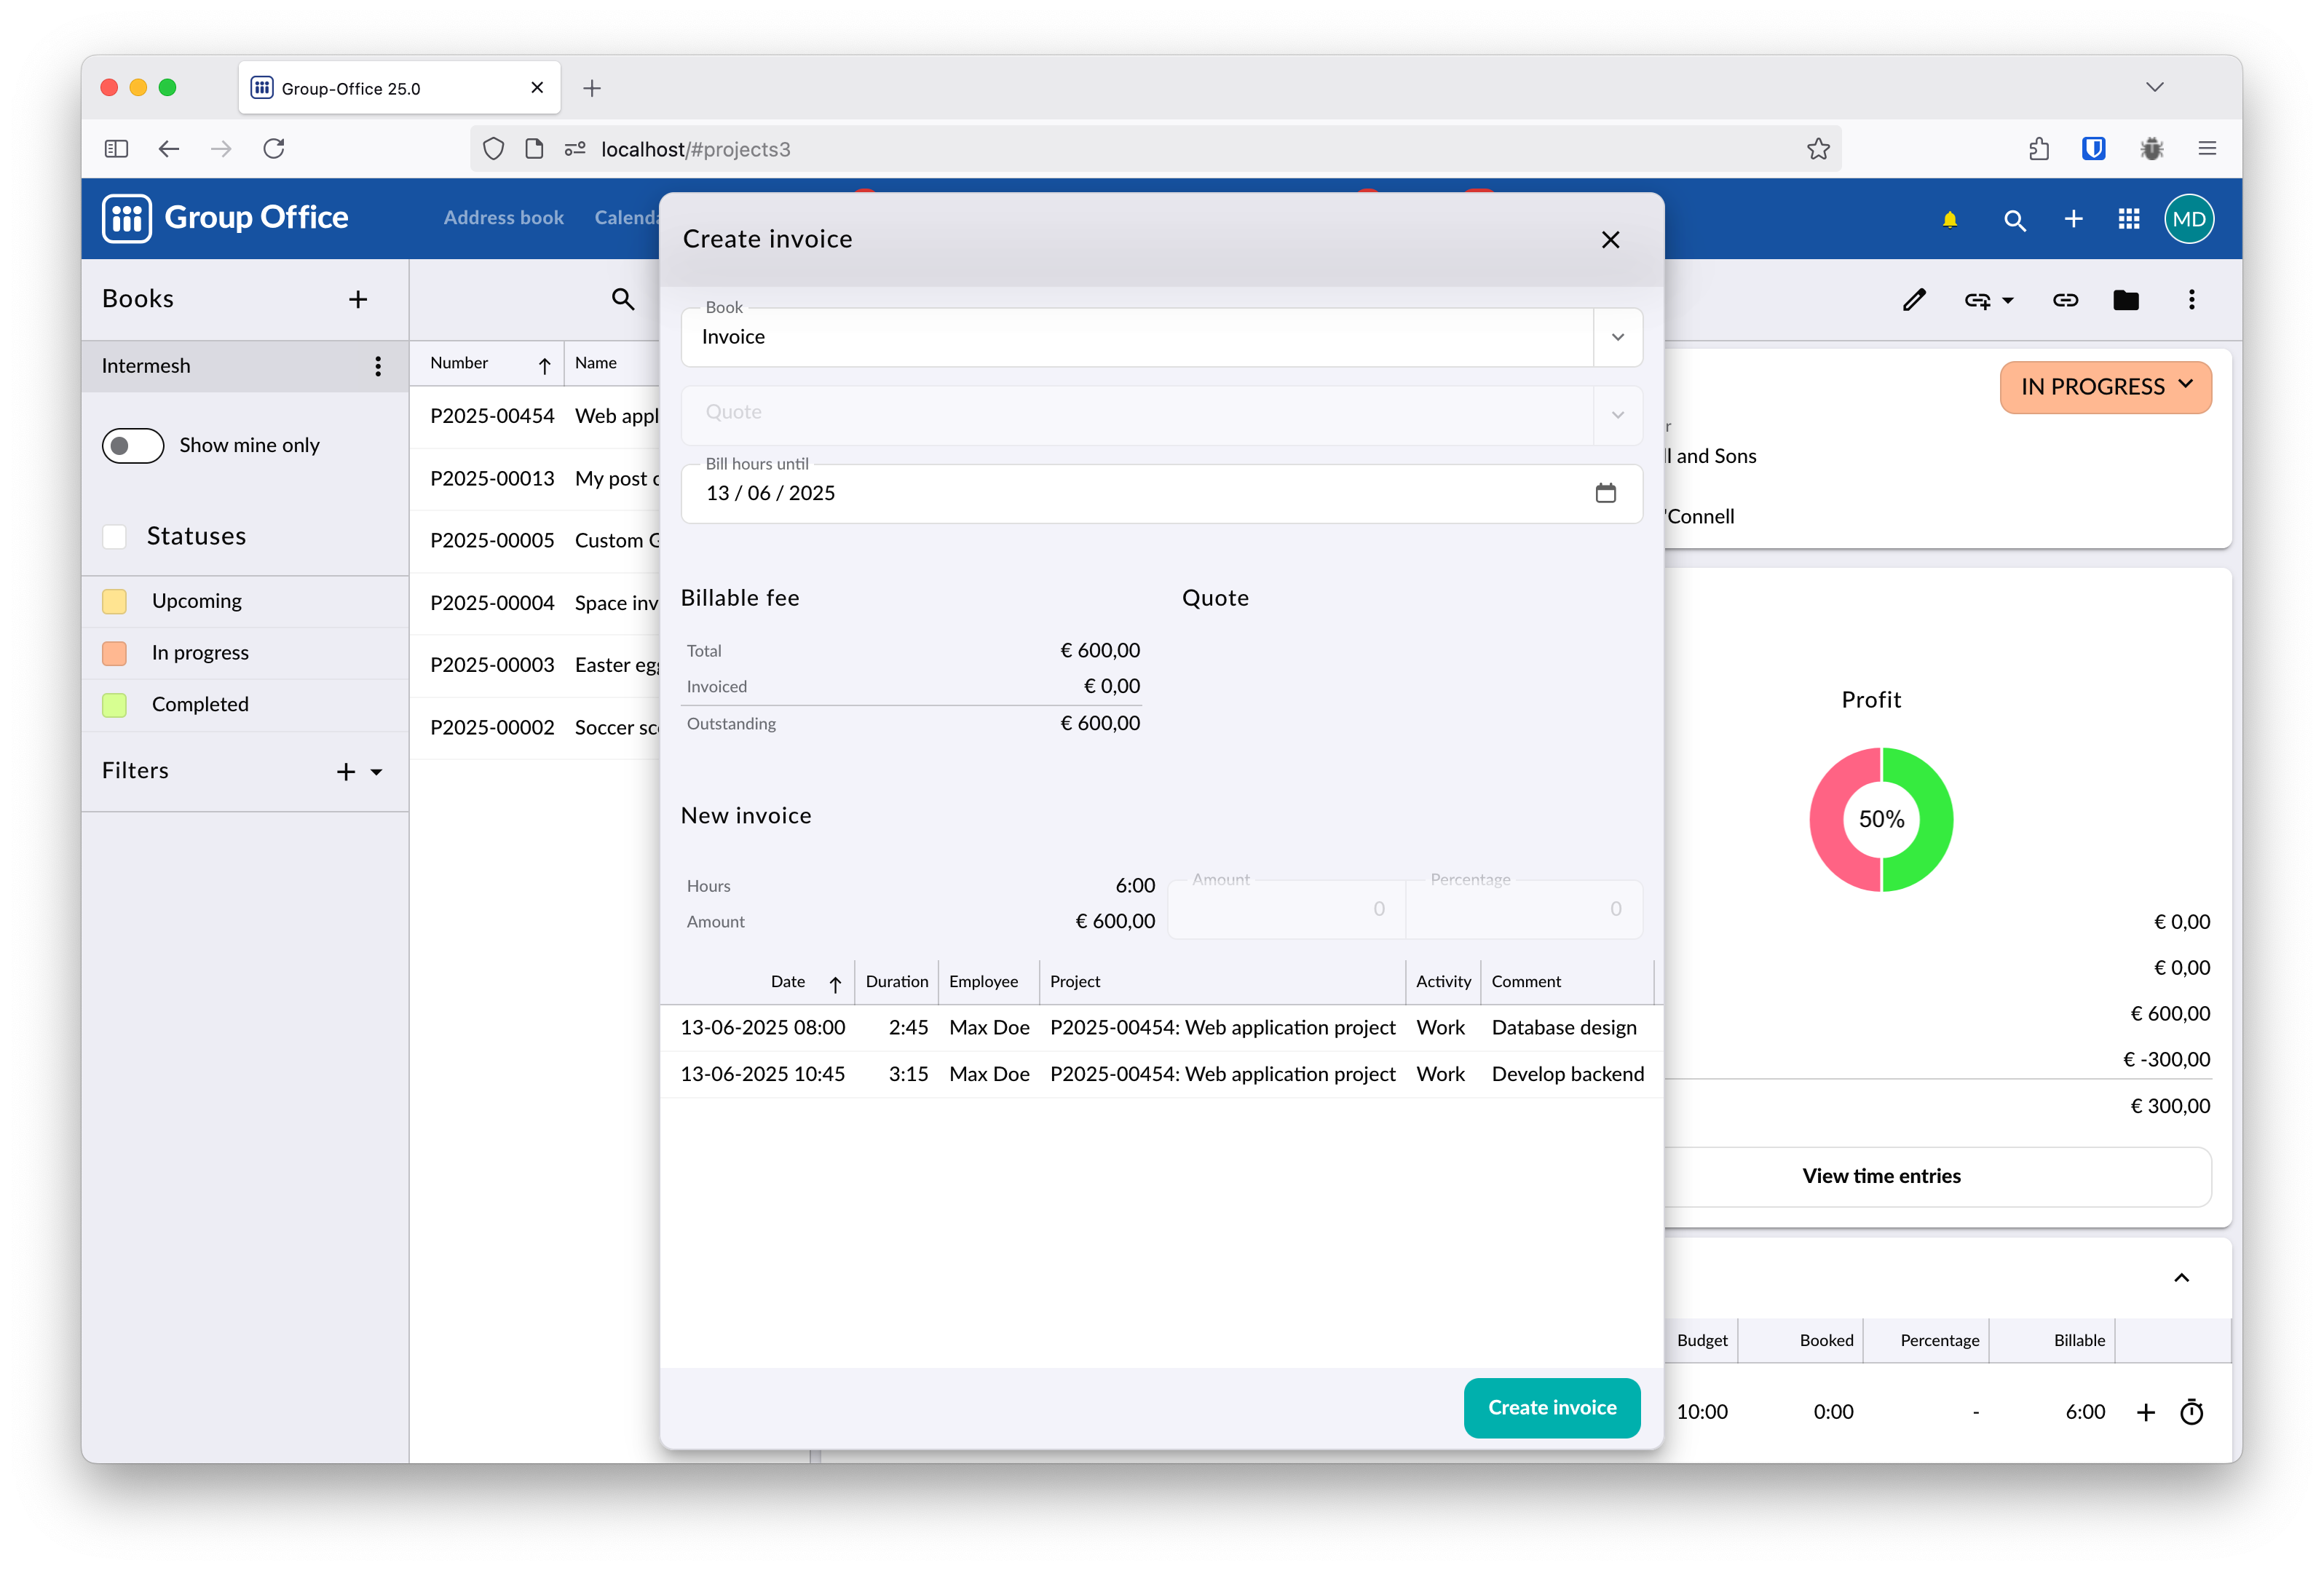 Group-Office 25.0
localhost/#projects3
Group Office
Address book
MD
Create invoice
Books
Intermesh
Show mine only
Statuses
Upcoming
In progress
Completed
Filters
Number
Name
P2025-00454
Web
P2025-00013
My post
P2025-00005
Custom
P2025-00004
Space
P2025-00003
Easter
P2025-00002
Soccer
Book
Invoice
Quote
Bill hours until
13 / 06 / 2025
Billable fee
Quote
Total € 600,00
Invoiced € 0,00
Outstanding € 600,00
New invoice
Hours 6:00
Amount € 600,00
Amount
0
Percentage
0
Date Duration Employee Project Activity Comment
13-06-2025 08:00 2:45 Max Doe P2025-00454: Web application project Work Database design
13-06-2025 10:45 3:15 Max Doe P2025-00454: Web application project Work Develop backend
Create invoice
IN PROGRESS
and Sons
'Connell
Profit
50%
€ 0,00
€ 0,00
€ 600,00
€ -300,00
€ 300,00
View time entries
Budget Booked Percentage Billable
10:00 0:00 - 6:00